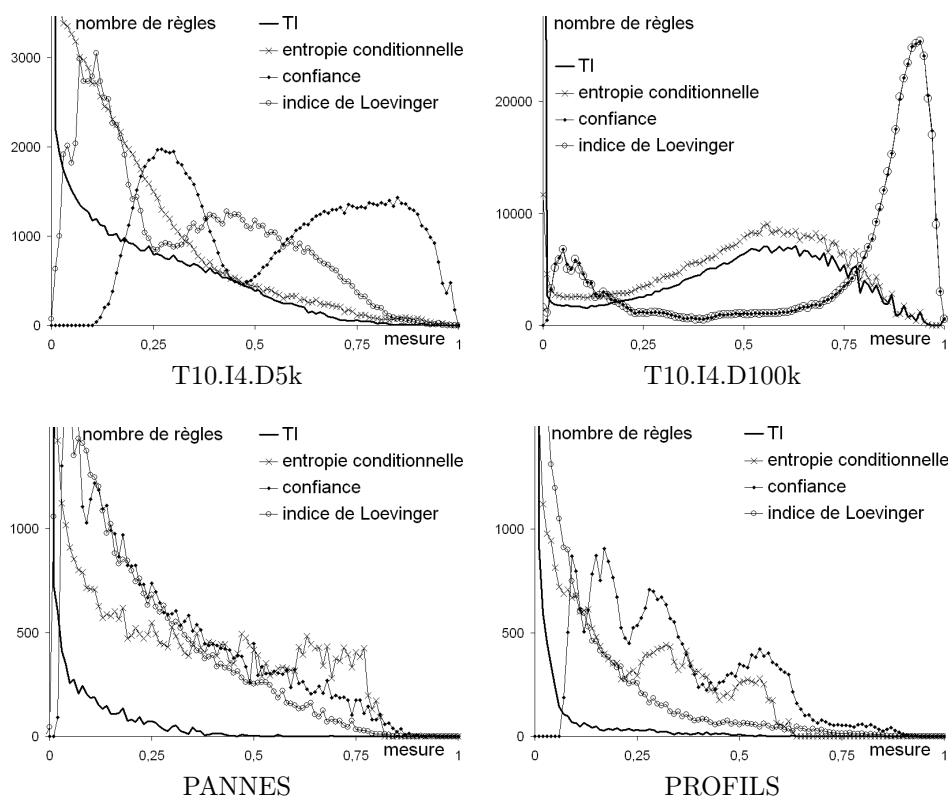 nombre de règles
TI
entropie conditionnelle
confiance
indice de Loevinger
3000
2000
1000
0
0
0,25
0,5
0,75
1
mesure
T10.I4.D5k
nombre de règles
TI
entropie conditionnelle
confiance
indice de Loevinger
20000
10000
0
0
0,25
0,5
0,75
1
mesure
T10.I4.D100k
nombre de règles
TI
entropie conditionnelle
confiance
indice de Loevinger
1000
500
0
0
0,25
0,5
0,75
1
mesure
PANNES
nombre de règles
TI
entropie conditionnelle
confiance
indice de Loevinger
1000
500
0
0
0,25
0,5
0,75
1
mesure
PROFILS